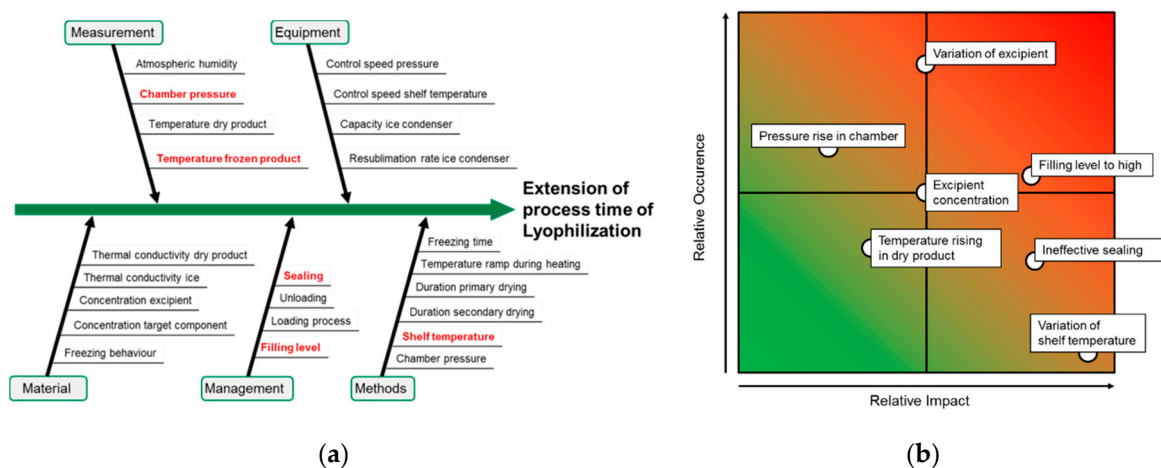 Measurement
Equipment
Atmospheric humidity
Chamber pressure
Temperature dry product
Temperature frozen product
Control speed pressure
Control speed shelf temperature
Capacity ice condenser
Resublimation rate ice condenser
Extension of
process time of
Lyophilization
Thermal conductivity dry product
Thermal conductivity ice
Concentration excipient
Concentration target component
Freezing behaviour
Sealing
Unloading
Loading process
Filling level
Freezing time
Temperature ramp during heating
Duration primary drying
Duration secondary drying
Shelf temperature
Chamber pressure
Material
Management
Methods
(a)
Relative Occurence
Variation of excipient
Pressure rise in chamber
Filling level to high
Excipient
concentration
Temperature rising
in dry product
Ineffective sealing
Variation of
shelf temperature
Relative Impact
(b)